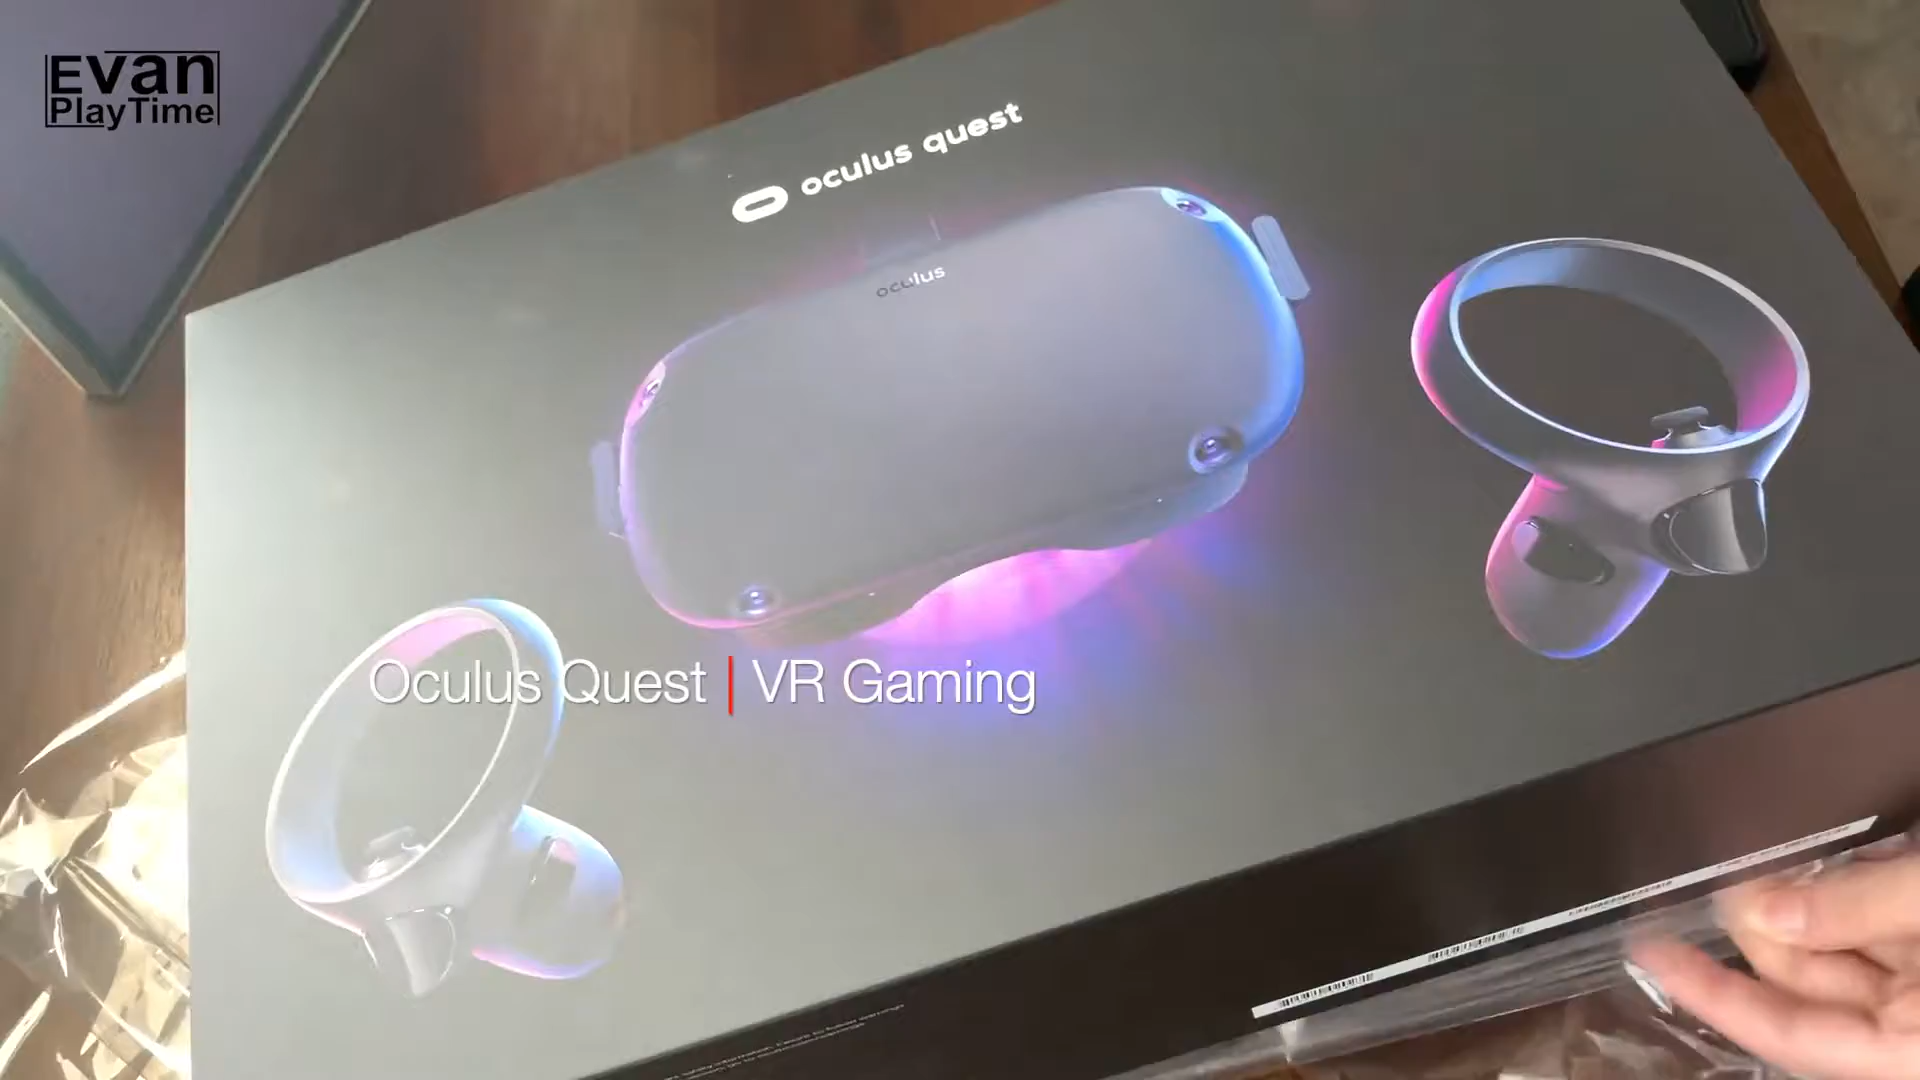 Evan
PlayTime
oculus quest
oculus
Oculus Quest | VR Gaming